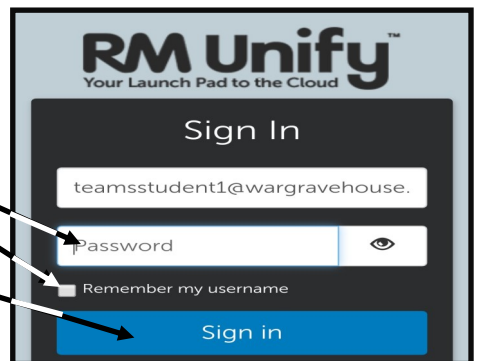 RM Unify™
Your Launch Pad to the Cloud
Sign In
teamsstudent1@wargravehouse.
Password
Remember my username
Sign in